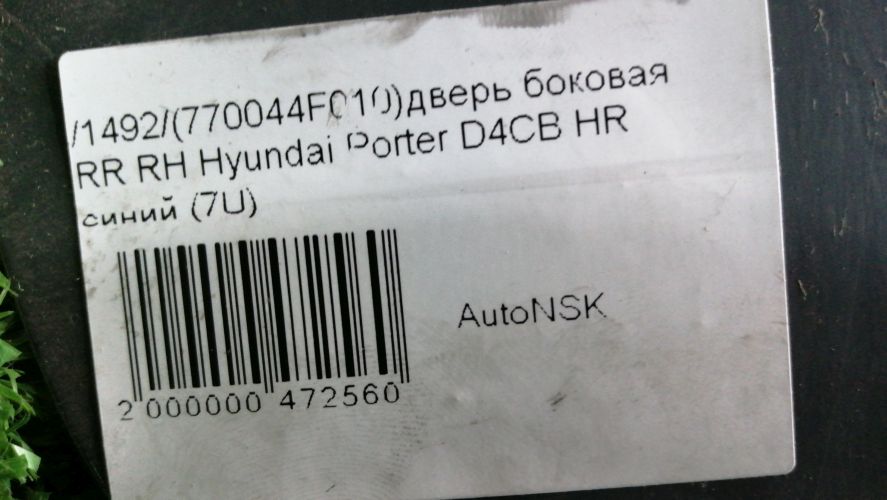 /1492/(770044F010)дверь боковая
RR RH Hyundai Porter D4CB HR
синий (7U)
AutoNSK
2 000000 472560